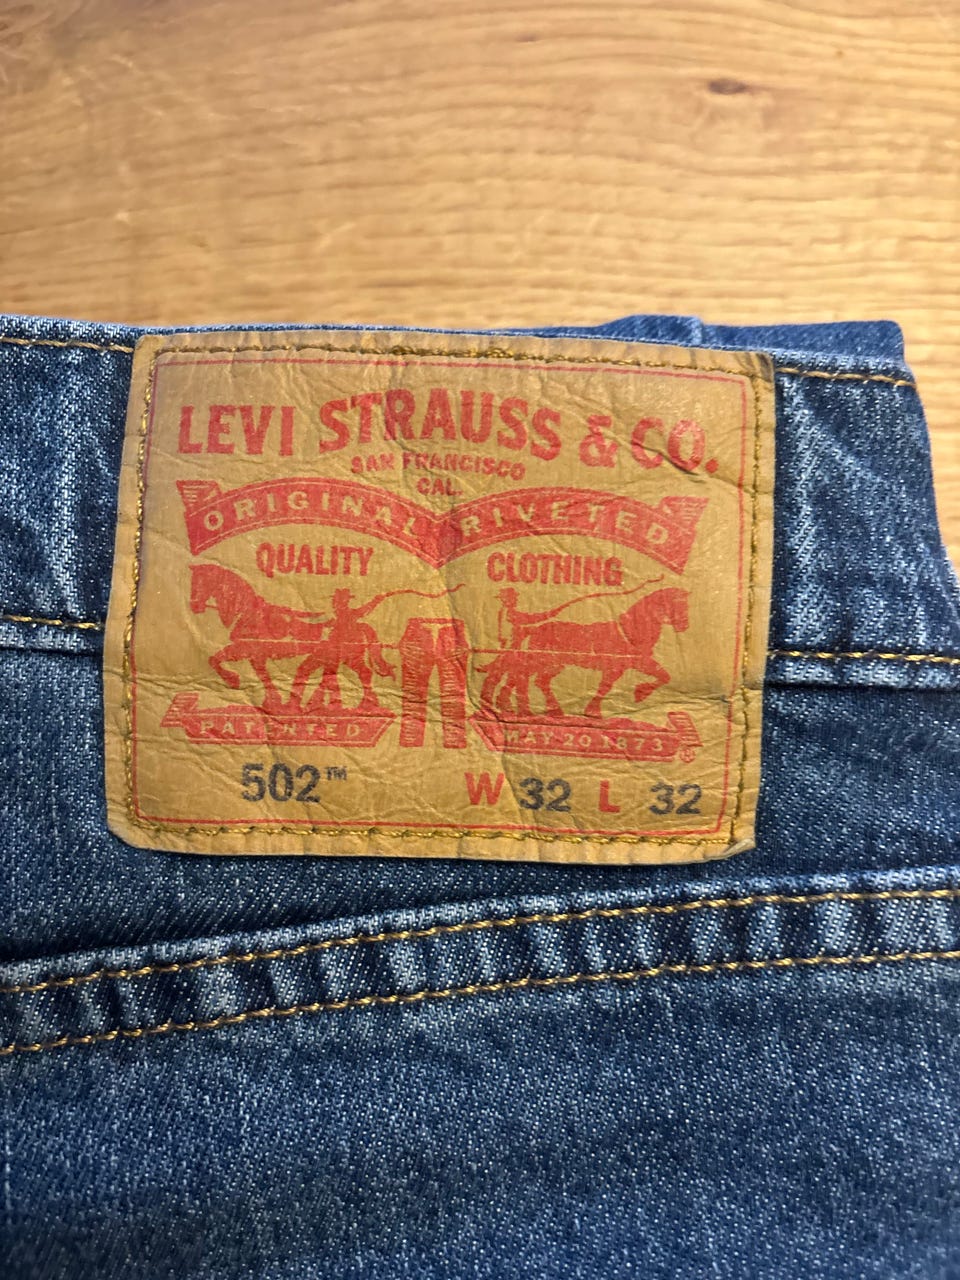 LEVI STRAUSS & CO.
SAN FRANCISCO
CAL.
ORIGINAL RIVETED
QUALITY CLOTHING
PATENTED MAY 20 1873 ®
502™ W 32 L 32